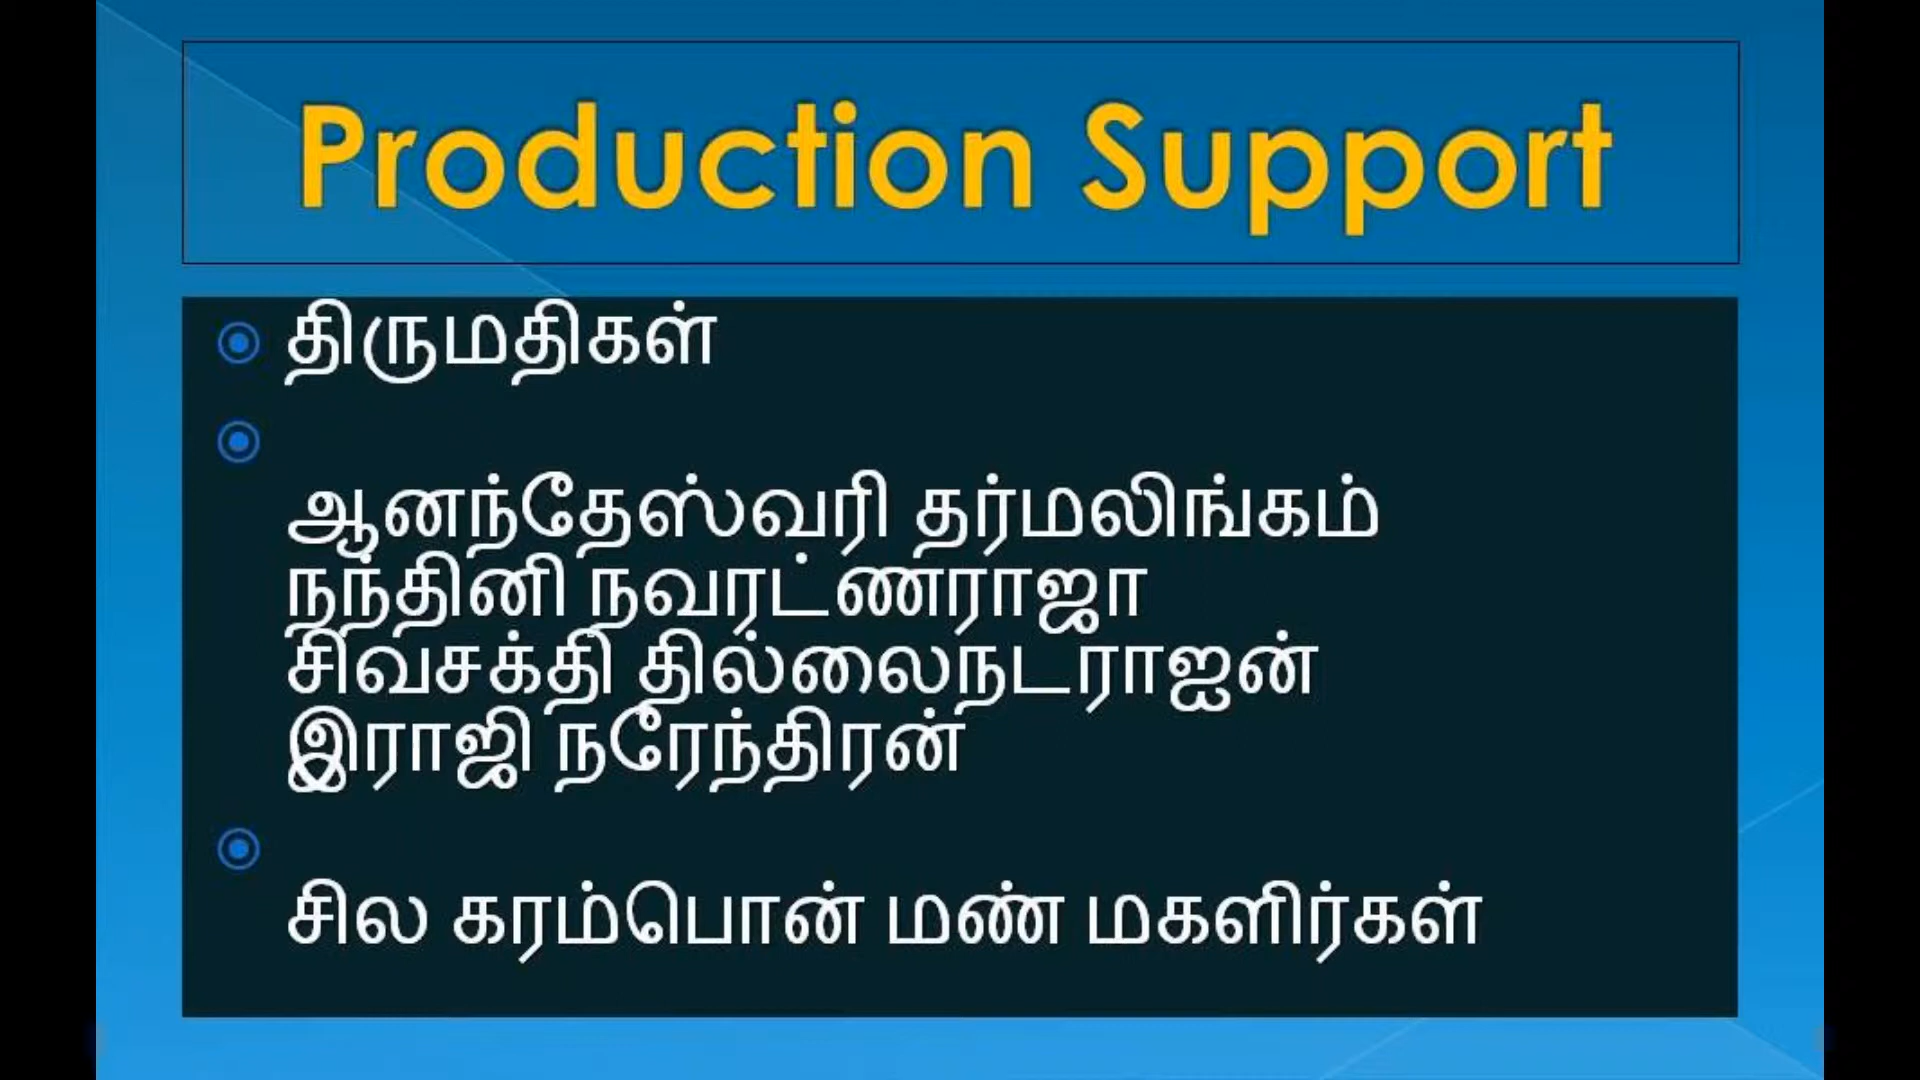 Production Support
திருமதிகள்
ஆனந்தேஸ்வரி தர்மலிங்கம்
நந்தினி நவரட்ணராஜா
சிவசக்தி தில்லைநடராஐன்
இராஜி நரேந்திரன்
சில கரம்பொன் மண் மகளிர்கள்